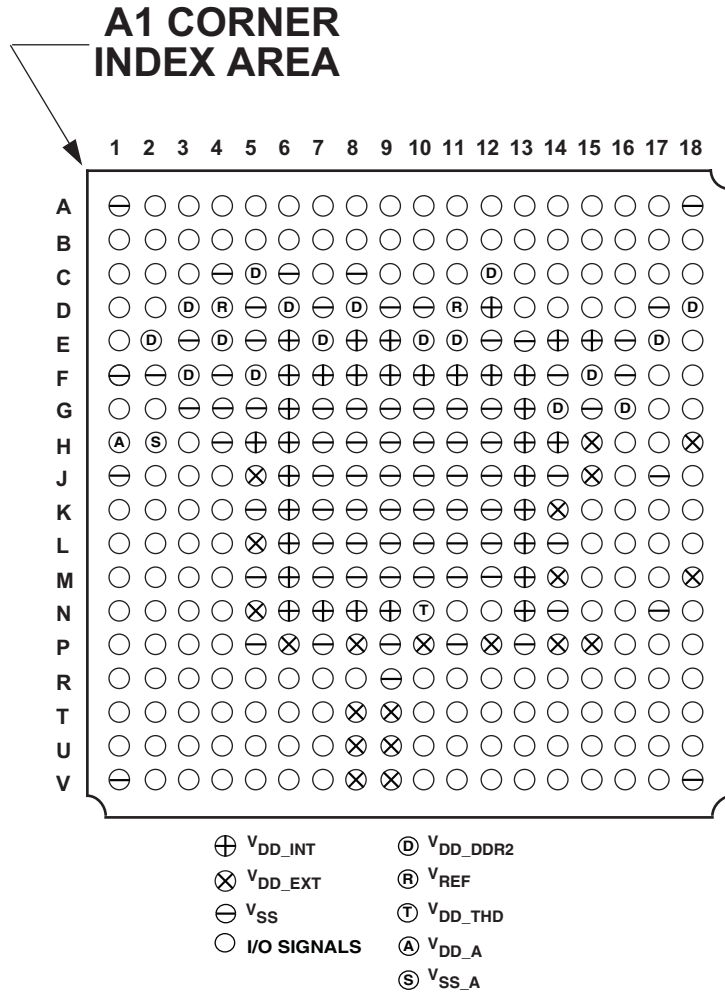 A1 CORNER
INDEX AREA
1 2 3 4 5 6 7 8 9 10 11 12 13 14 15 16 17 18
A
B
C D D
D D R D D R D
E D D D D D D
F D D D
G D D
H A S
J
K
L
M
N T
P
R
T
U
V
VDD_INT D VDD_DDR2
VDD_EXT R VREF
VSS T VDD_THD
I/O SIGNALS A VDD_A
S VSS_A